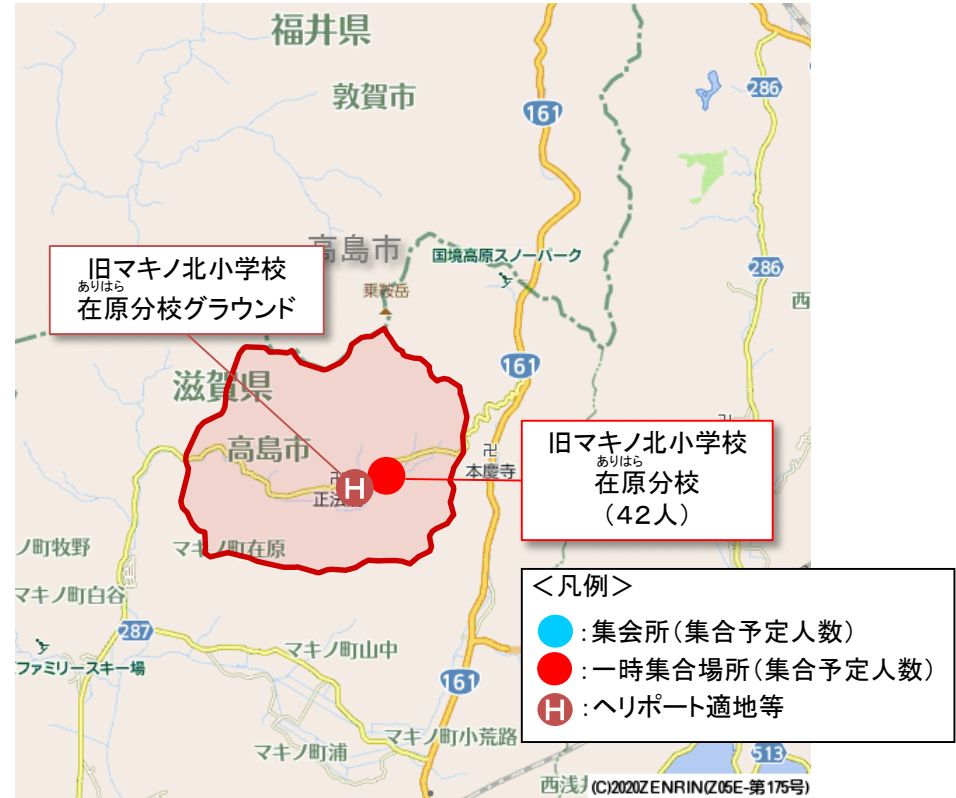 福井県
敦賀市
161
286
高島市
国境高原スノーパーク
286
旧マキノ北小学校
ありはら
在原分校グラウンド
乗鞍岳
西
161
滋賀県
高島市
卍
本慶寺
旧マキノ北小学校
ありはら
在原分校
(42人)
卍
H
正法
ノ町牧野
マキノ町在原
マキノ町白谷
287
ファミリースキー場
マキノ町山中
161
マキノ町小荒路
マキノ町浦
<凡例>
:集会所(集合予定人数)
:一時集合場所(集合予定人数)
H:ヘリポート適地等
513
西浅
(C)2020ZENRIN(Z05E-第175号)